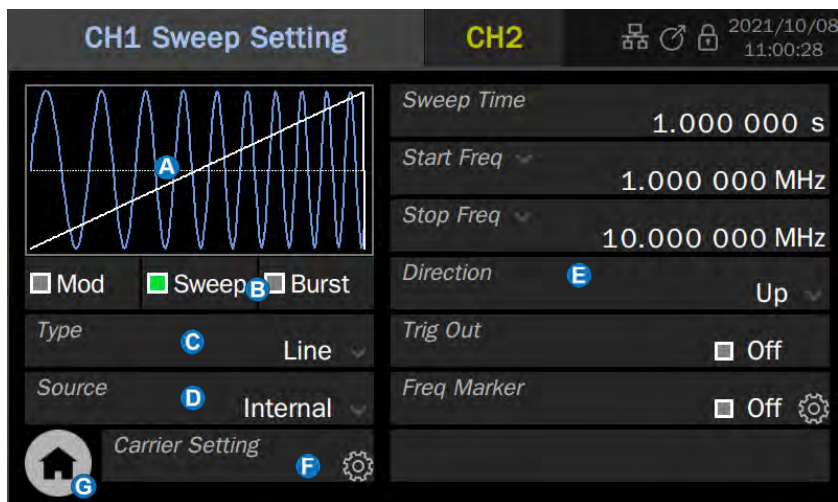 CH1 Sweep Setting
CH2
2021/10/08
11:00:28
A
Sweep Time
1.000 000 s
Start Freq
1.000 000 MHz
Stop Freq
10.000 000 MHz
Mod
Sweep
B
Burst
Direction
E
Up
Type
C
Line
Trig Out
Off
Source
D
Internal
Freq Marker
Off
Carrier Setting
F
G